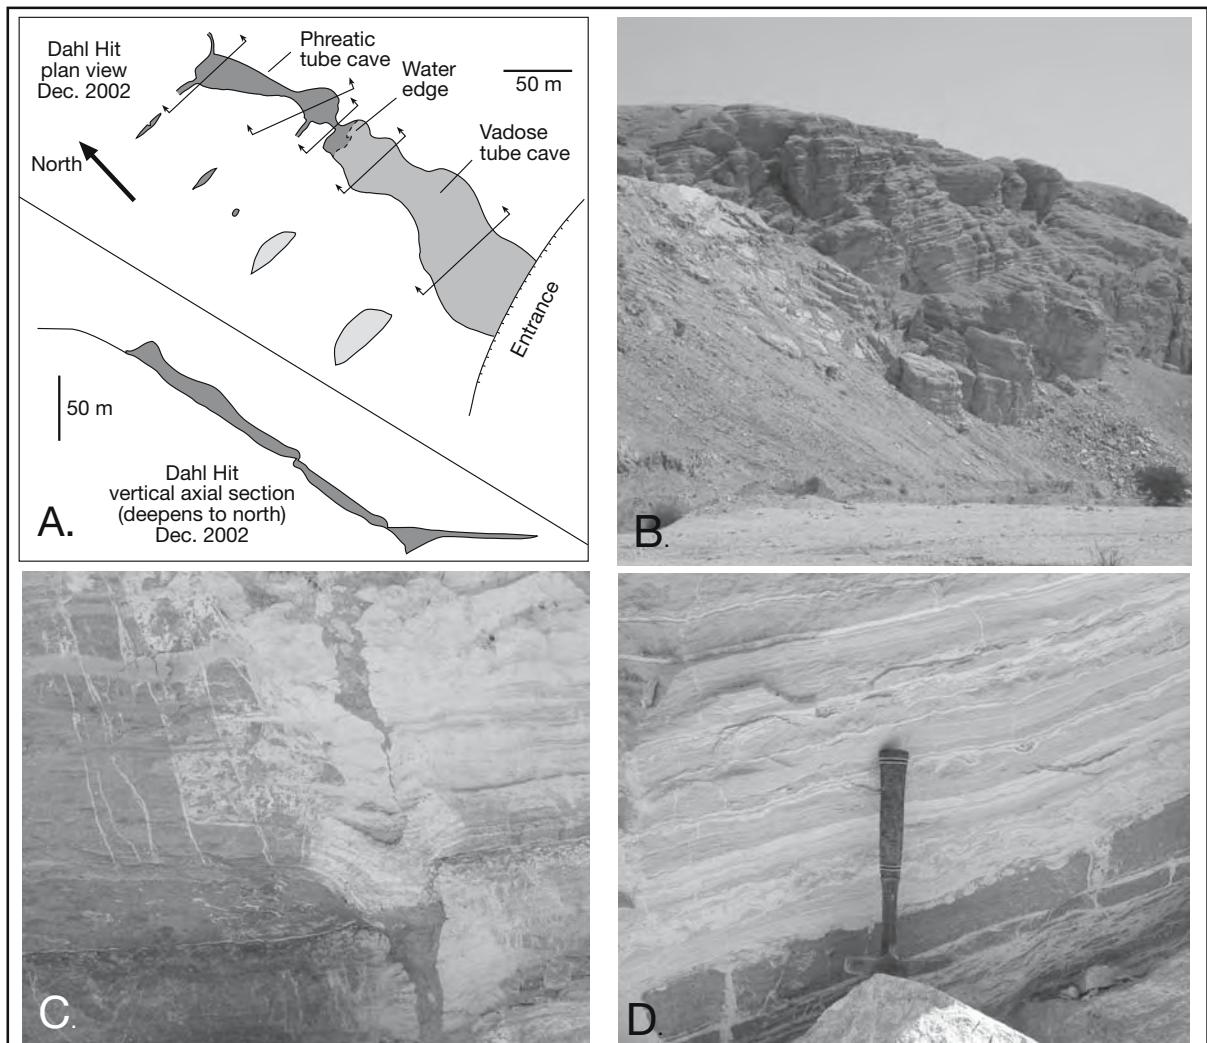 Dahl Hit
plan view
Dec. 2002
Phreatic
tube cave
Water
edge
50 m
Vadose
tube cave
North
Entrance
50 m
Dahl Hit
vertical axial section
(deepens to north)
Dec. 2002
A.
B.
C.
D.